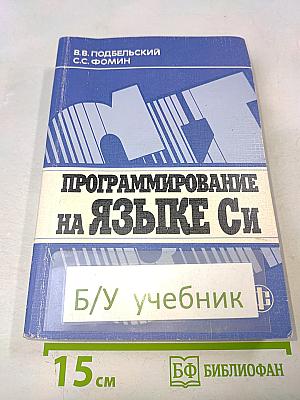 В.В. ПОДБЕЛЬСКИЙ
С.С. ФОМИН
ПРОГРАММИРОВАНИЕ
НА ЯЗЫКЕ Си
Б/У учебник
15 см
БФ БИБЛИОФАН